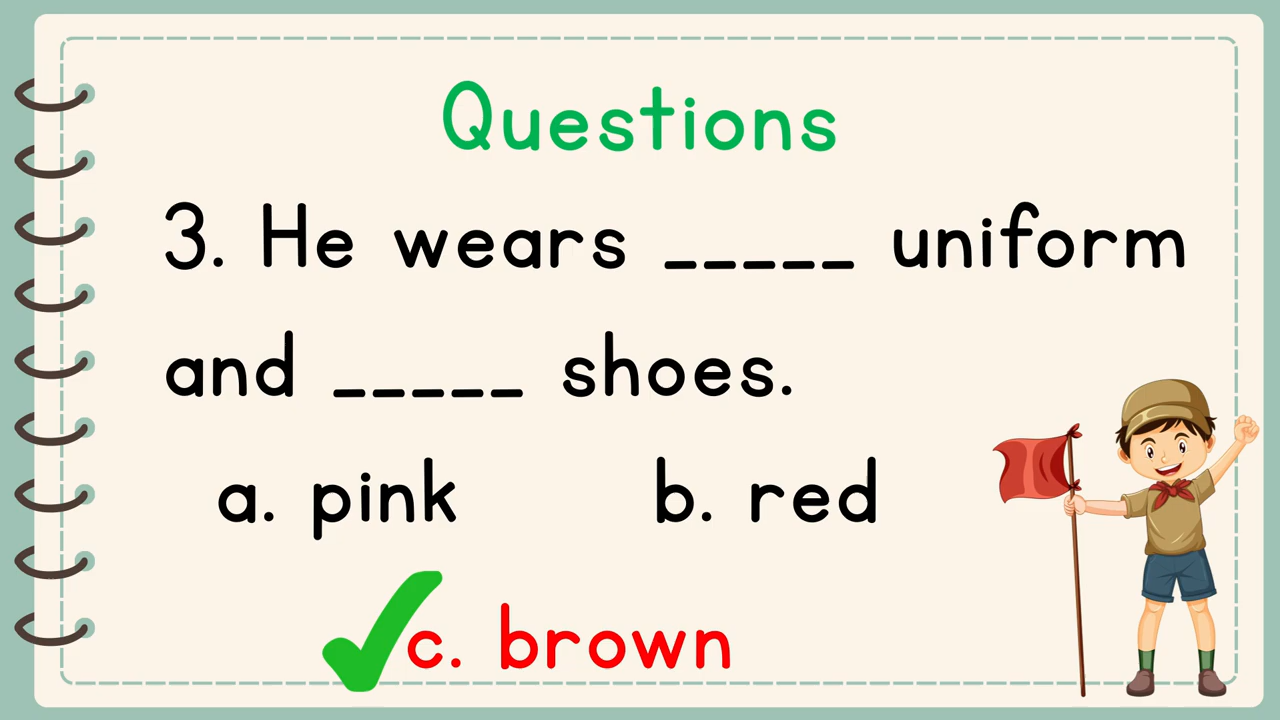 Questions
3. He wears _____ uniform
and _____ shoes.
a. pink b. red
c. brown